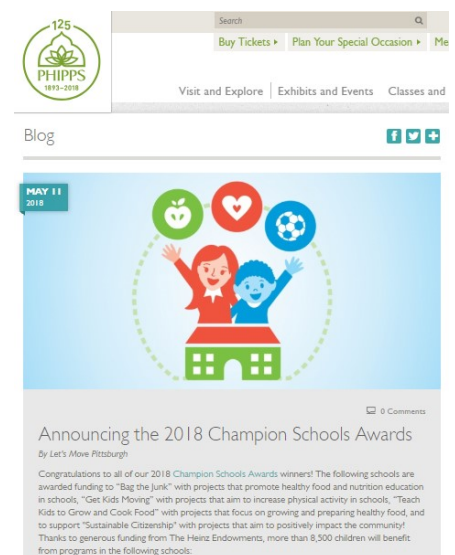 125
PHIPPS
1893-2018
Search
Buy Tickets Plan Your Special Occasion Me
Visit and Explore Exhibits and Events Classes and
Blog
MAY 11
2018
0 Comments
Announcing the 2018 Champion Schools Awards
By Let's Move Pittsburgh
Congratulations to all of our 2018 Champion Schools Awards winners! The following schools are
awarded funding to "Bag the Junk" with projects that promote healthy food and nutrition education
in schools, "Get Kids Moving" with projects that aim to increase physical activity in schools, "Teach
Kids to Grow and Cook Food" with projects that focus on growing and preparing healthy food, and
to support "Sustainable Citizenship" with projects that aim to positively impact the community!
Thanks to generous funding from The Heinz Endowments, more than 8,500 children will benefit
from programs in the following schools: